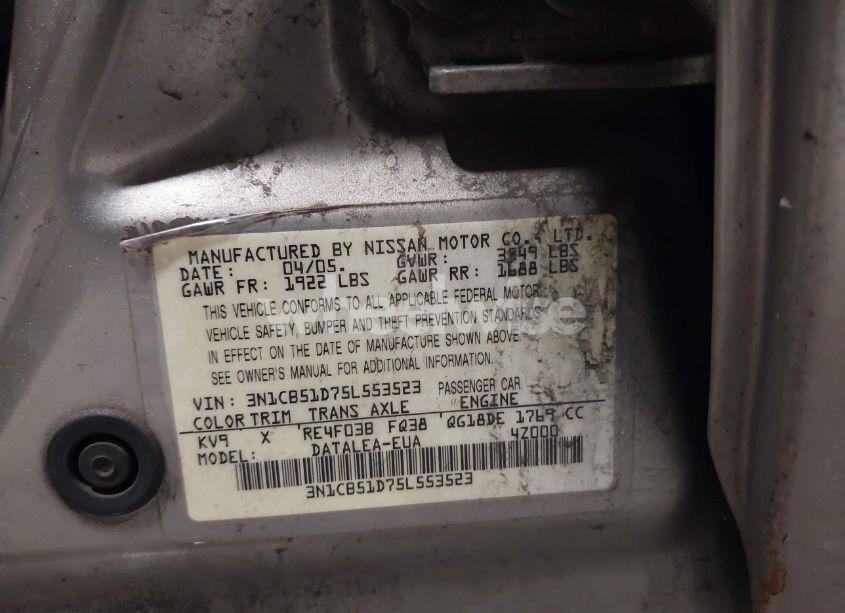 MANUFACTURED BY NISSAN MOTOR CO., LTD.
DATE: 04/05. GVWR: 3549 LBS
GAWR FR: 1922 LBS GAWR RR: 1688 LBS
THIS VEHICLE CONFORMS TO ALL APPLICABLE FEDERAL MOTOR
VEHICLE SAFETY, BUMPER AND THEFT PREVENTION STANDARDS
IN EFFECT ON THE DATE OF MANUFACTURE SHOWN ABOVE.
SEE OWNER'S MANUAL FOR ADDITIONAL INFORMATION.
VIN: 3N1CB51D75L553523 PASSENGER CAR
COLOR TRIM TRANS AXLE ENGINE
KV9 X RE4F03B FQ38 QG18DE 1769 CC
MODEL: DATALEA-EUA 4Z000
3N1CB51D75L553523